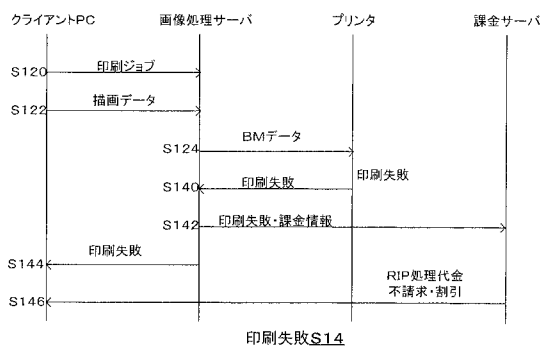 クライアントPC 画像処理サーバ プリンタ 課金サーバ
S120 印刷ジョブ
S122 描画データ
S124 BMデータ
S140 印刷失敗 印刷失敗
S142 印刷失敗・課金情報
S144 印刷失敗
S146 RIP処理代金
不請求・割引
印刷失敗S14